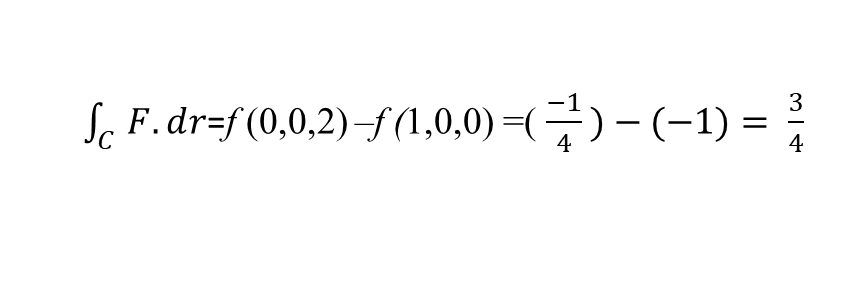 ∫_C F.dr=f(0,0,2)–f(1,0,0)=(-1/4)−(−1)=3/4